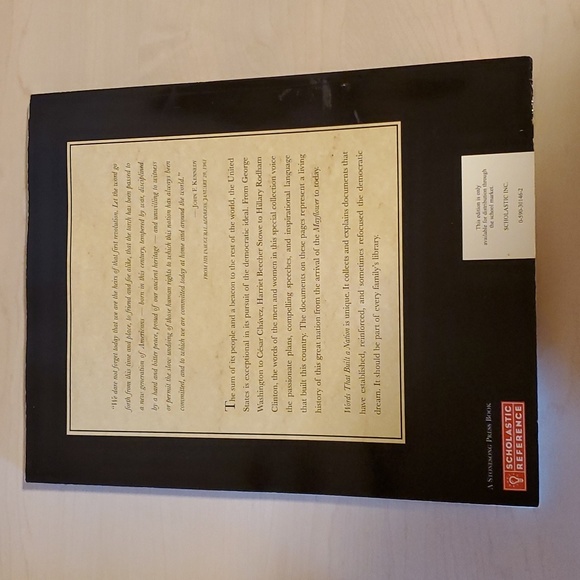 "We dare not forget today that we are the heirs of that first revolution. Let the word go
forth from this time and place, to friend and foe alike, that the torch has been passed to
a new generation of Americans — born in this century, tempered by war, disciplined
by a hard and bitter peace, proud of our ancient heritage — and unwilling to witness
or permit the slow undoing of those human rights to which this nation has always been
committed, and to which we are committed today at home and around the world."
JOHN F. KENNEDY
FROM HIS INAUGURAL ADDRESS JANUARY 20, 1961
The sum of its people and a beacon to the rest of the world, the United
States is exceptional in its pursuit of the democratic ideal. From George
Washington to César Chávez, Harriet Beecher Stowe to Hillary Rodham
Clinton, the words of the men and women in this special collection voice
the passionate plans, compelling speeches, and inspirational language
that built this country. The documents on these pages represent a living
history of this great nation from the arrival of the Mayflower to today.
Words That Built a Nation is unique. It collects and explains documents that
have established, reinforced, and sometimes refocused the democratic
dream. It should be part of every family's library.
A STONESONG PRESS BOOK
SCHOLASTIC
REFERENCE
This edition is only
available for distribution through
the school market.
SCHOLASTIC INC.
0-590-30146-2